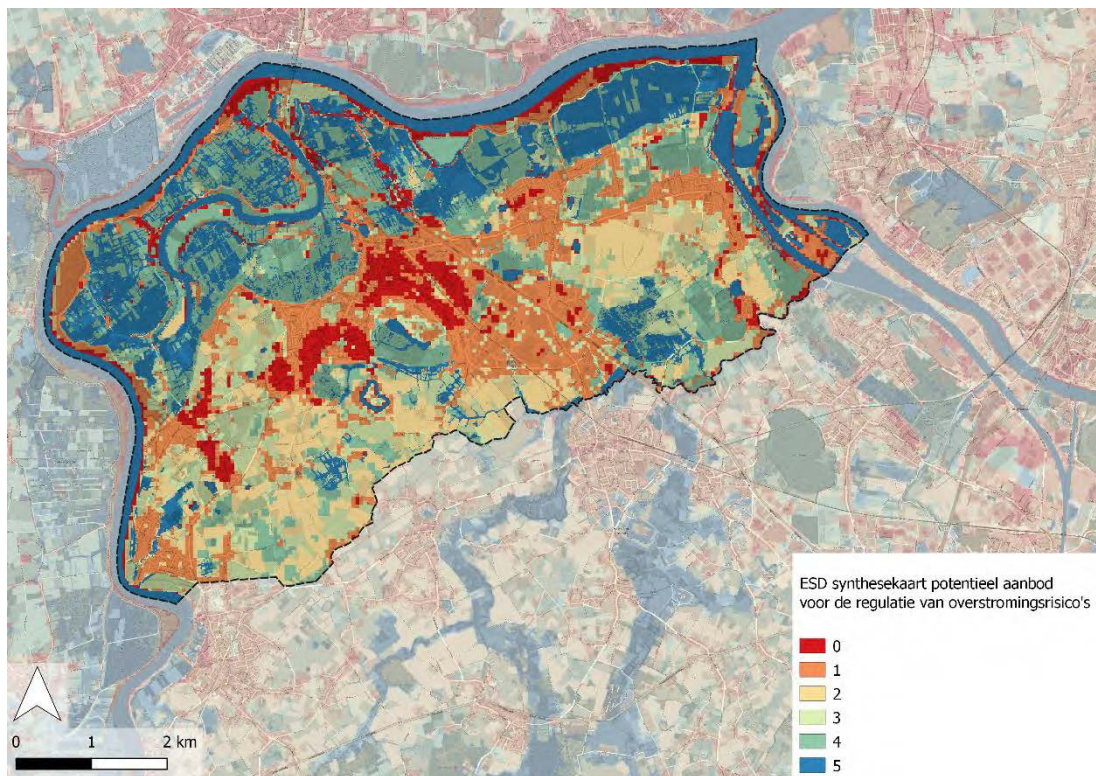 ESD synthesekaart potentieel aanbod
voor de regulatie van overstromingsrisico's
0
1
2
3
4
5
0 1 2 km